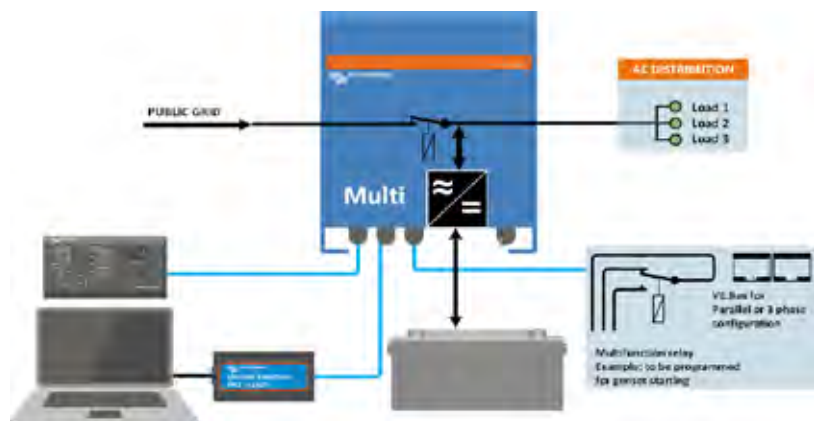 AC DISTRIBUTION
PUBLIC GRID
Load 1
Load 2
Load 3
Multi
VE.Bus for
Parallel or 3 phase
configuration
Multifunction relay
Example: to be programmed
for genset starting